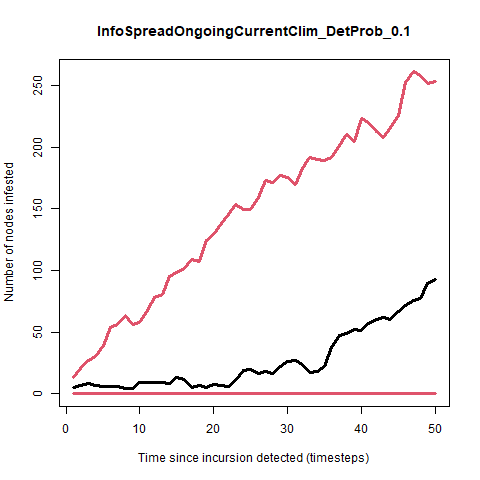 InfoSpreadOngoingCurrentClim_DetProb_0.1
Number of nodes infested
250
200
150
100
50
0
0 10 20 30 40 50
Time since incursion detected (timesteps)